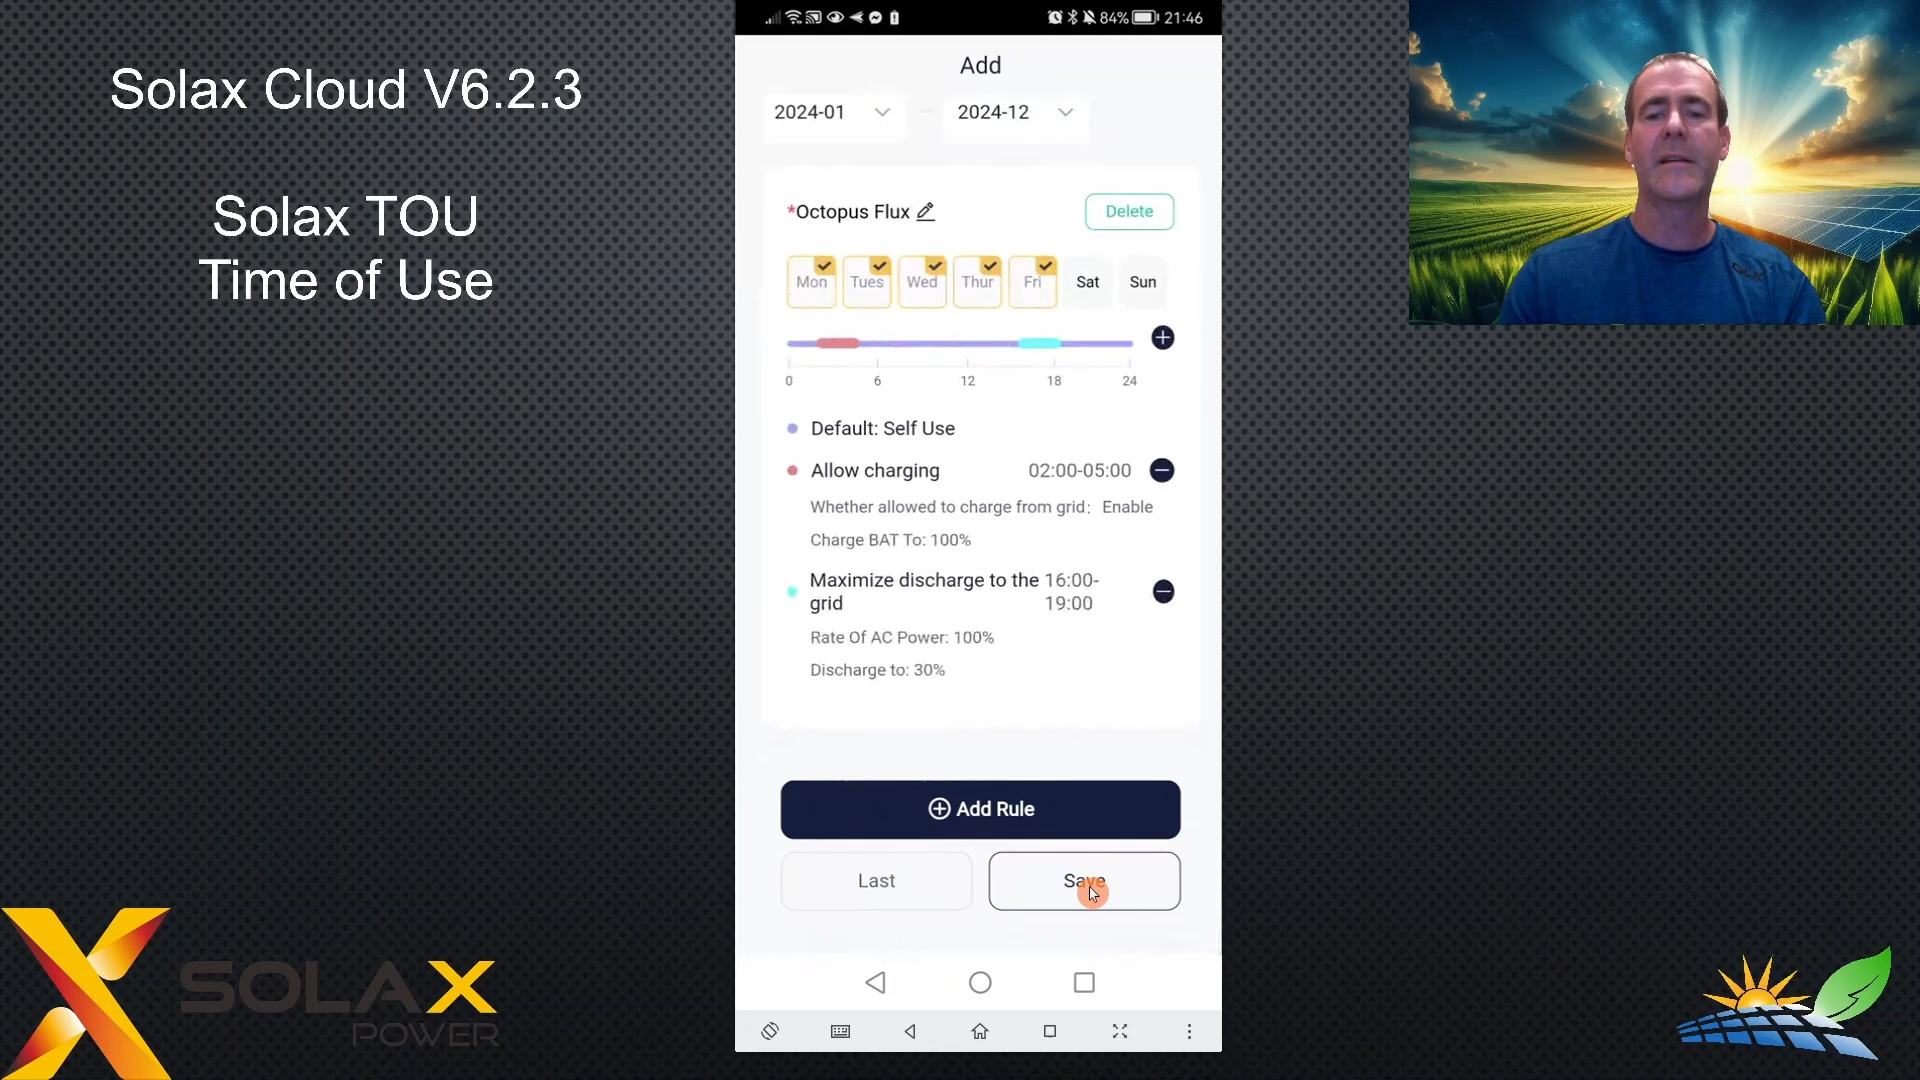 Solax Cloud V6.2.3
Solax TOU
Time of Use
84% 21:46
Add
2024-01 2024-12
*Octopus Flux Delete
Mon Tues Wed Thur Fri Sat Sun
0 6 12 18 24
Default: Self Use
Allow charging 02:00-05:00
Whether allowed to charge from grid: Enable
Charge BAT To: 100%
Maximize discharge to the 16:00-
grid 19:00
Rate Of AC Power: 100%
Discharge to: 30%
Add Rule
Last Save
SOLAX
POWER